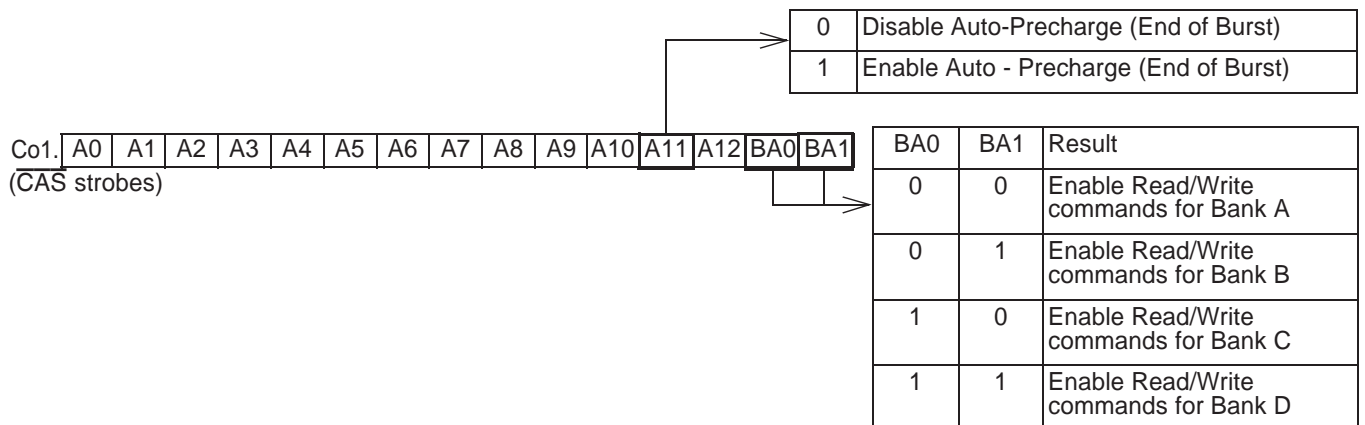 0 Disable Auto-Precharge (End of Burst)
1 Enable Auto - Precharge (End of Burst)
Co1. A0 A1 A2 A3 A4 A5 A6 A7 A8 A9 A10 A11 A12 BA0 BA1
(CAS strobes)
BA0 BA1 Result
0 0 Enable Read/Write
commands for Bank A
0 1 Enable Read/Write
commands for Bank B
1 0 Enable Read/Write
commands for Bank C
1 1 Enable Read/Write
commands for Bank D